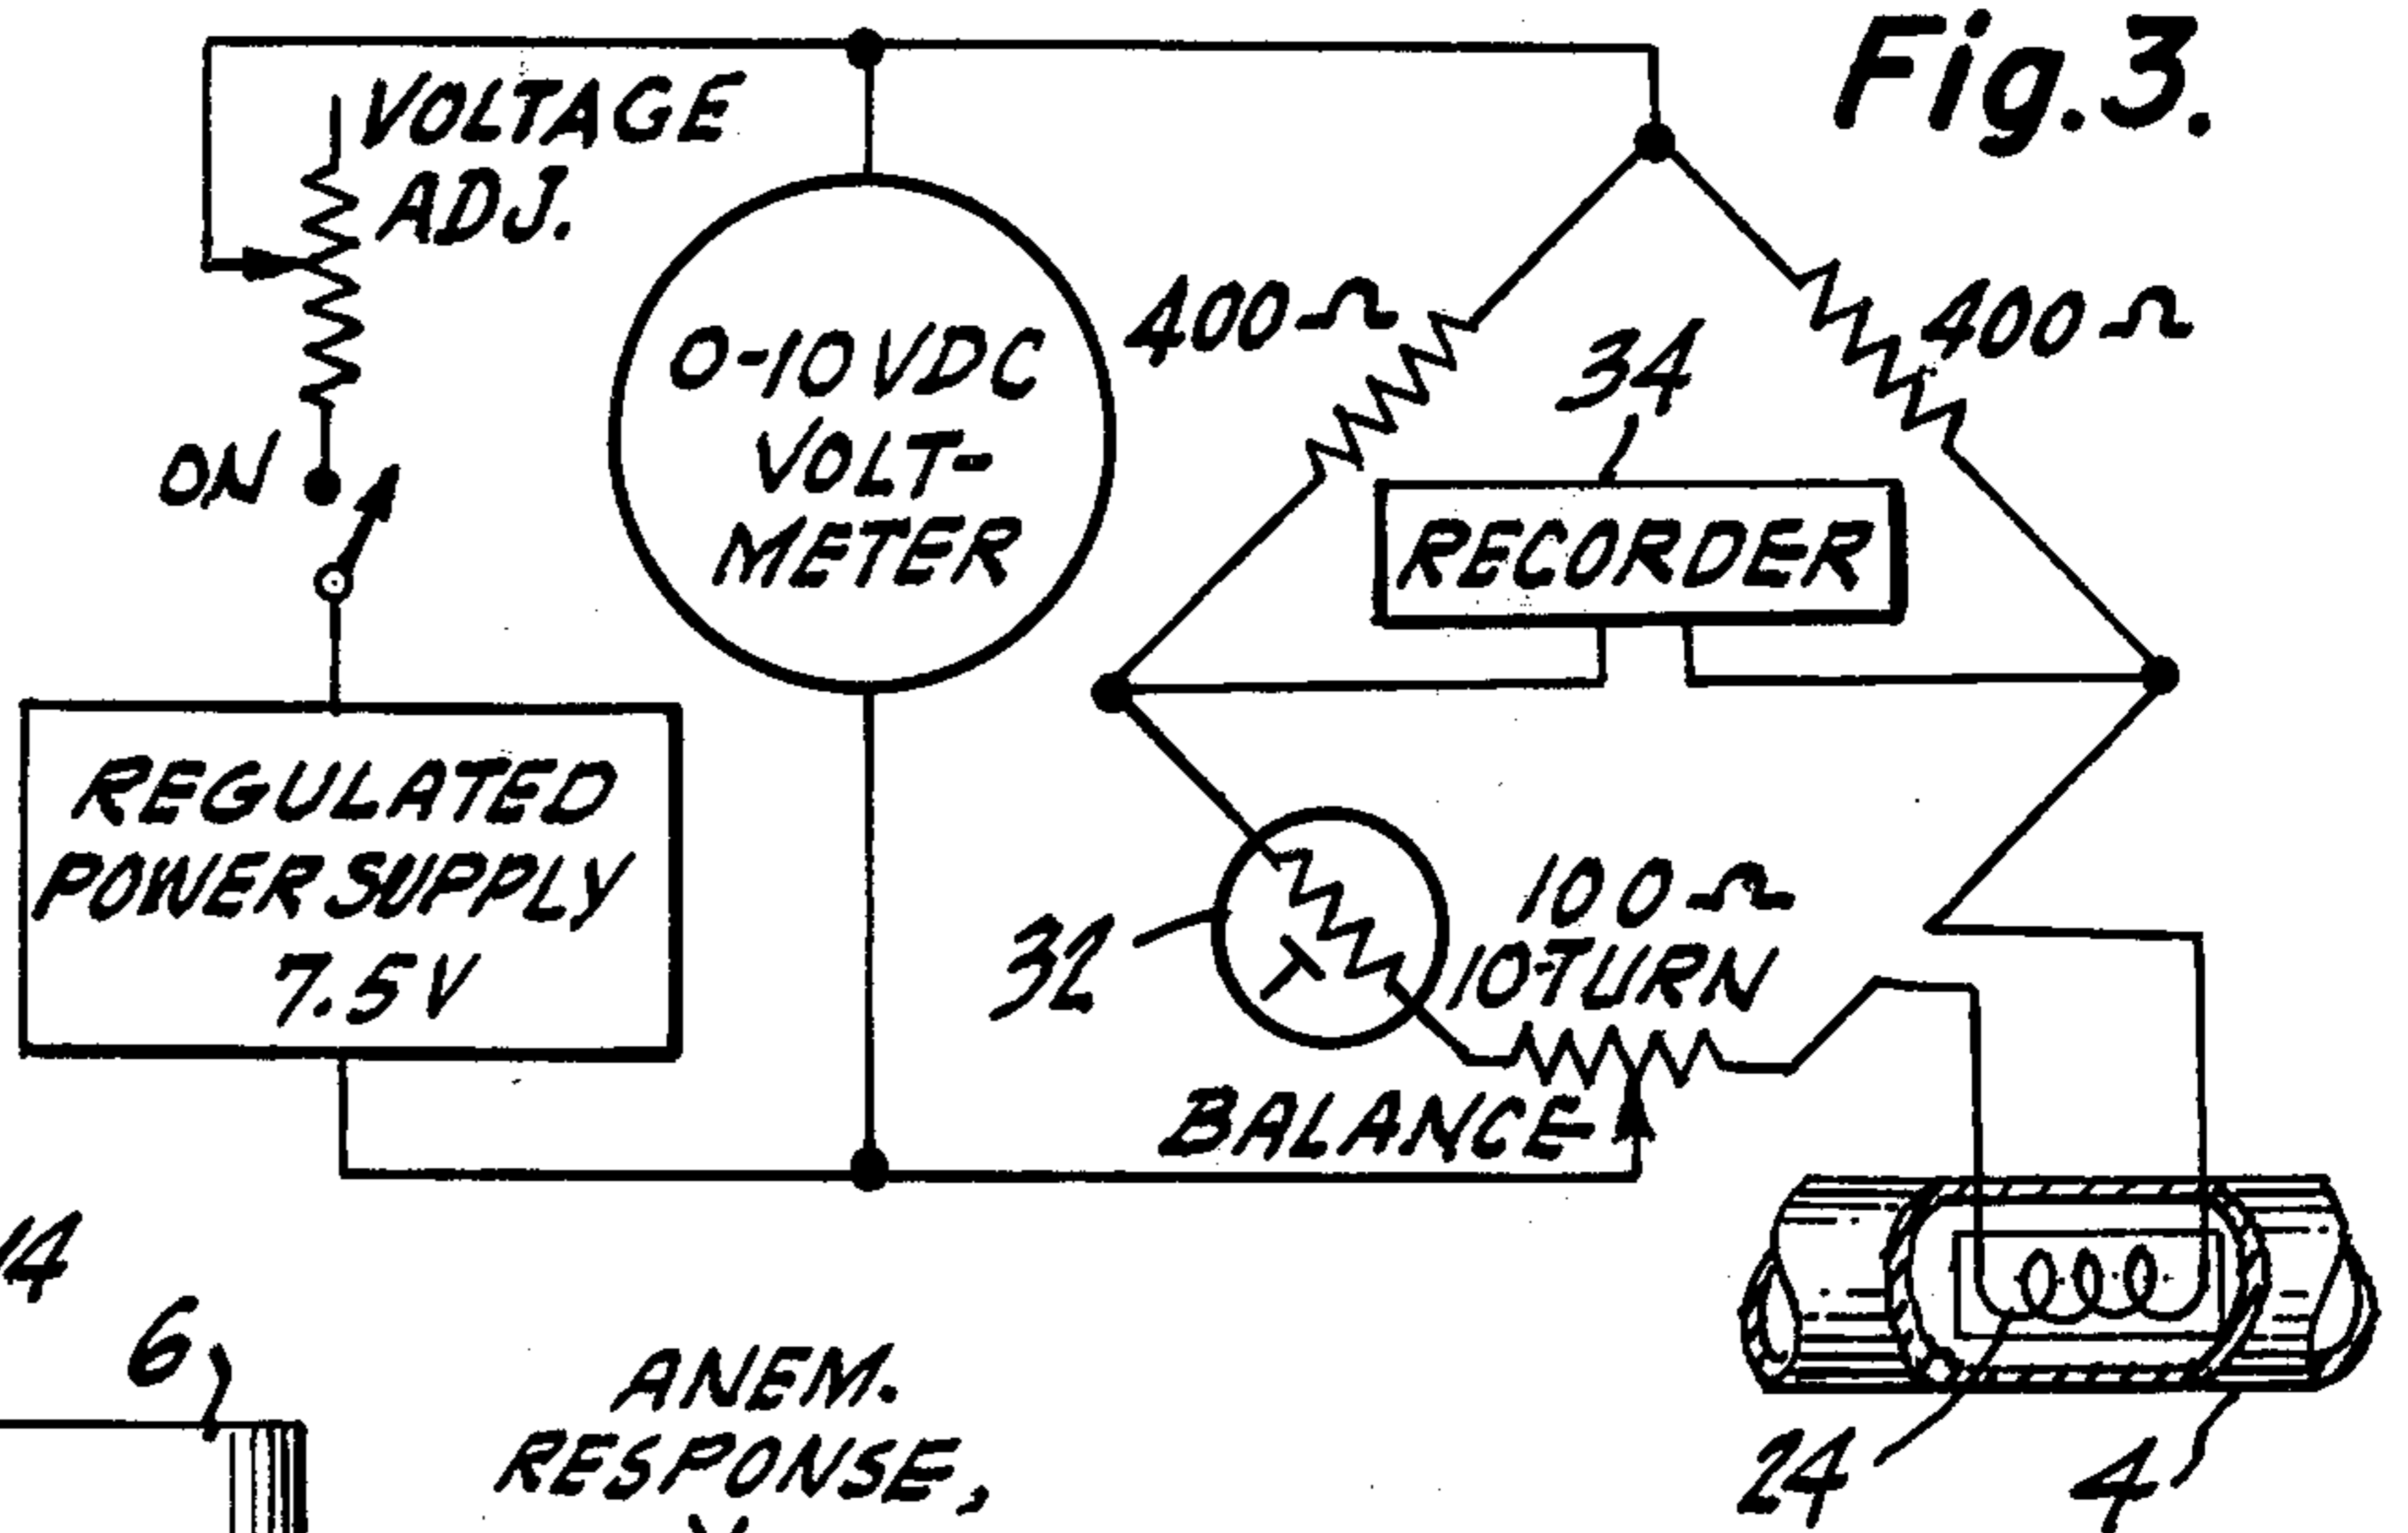 Fig.3.
VOLTAGE
ADJ.
ON
0-10 VDC
VOLT-
METER
400 Ω
400 Ω
34
RECORDER
REGULATED
POWER SUPPLY
7.5V
32
100 Ω
10-TURN
BALANCE
14
6
24
4
ANEM.
RESPONSE,